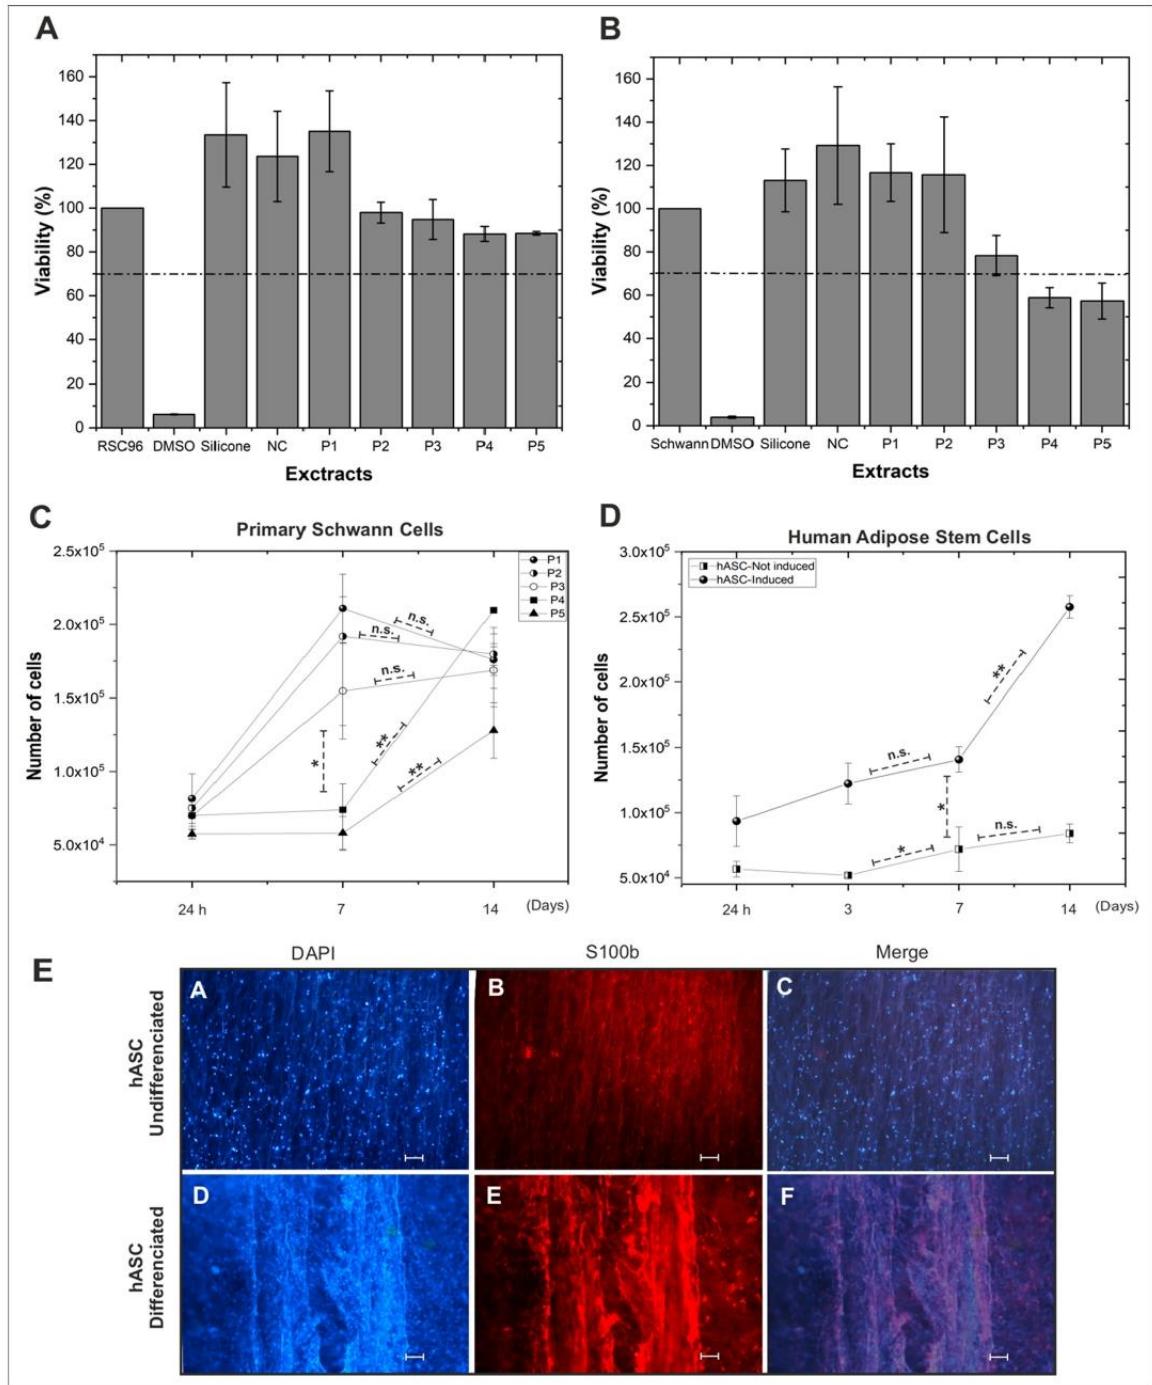 A
160
140
120
100
80
60
40
20
0
Viability (%)
RSC96 DMSO Silicone NC P1 P2 P3 P4 P5
Exctracts
B
160
140
120
100
80
60
40
20
0
Viability (%)
Schwann DMSO Silicone NC P1 P2 P3 P4 P5
Extracts
C
Primary Schwann Cells
2.5x10⁵
2.0x10⁵
1.5x10⁵
1.0x10⁵
5.0x10⁴
Number of cells
P1
P2
P3
P4
P5
n.s.
n.s.
n.s.
*
**
**
24 h 7 14 (Days)
D
Human Adipose Stem Cells
3.0x10⁵
2.5x10⁵
2.0x10⁵
1.5x10⁵
1.0x10⁵
5.0x10⁴
Number of cells
hASC-Not induced
hASC-Induced
**
n.s.
*
*
n.s.
24 h 3 7 14 (Days)
E
DAPI S100b Merge
hASC
Undifferenciated
A B C
hASC
Differenciated
D E F